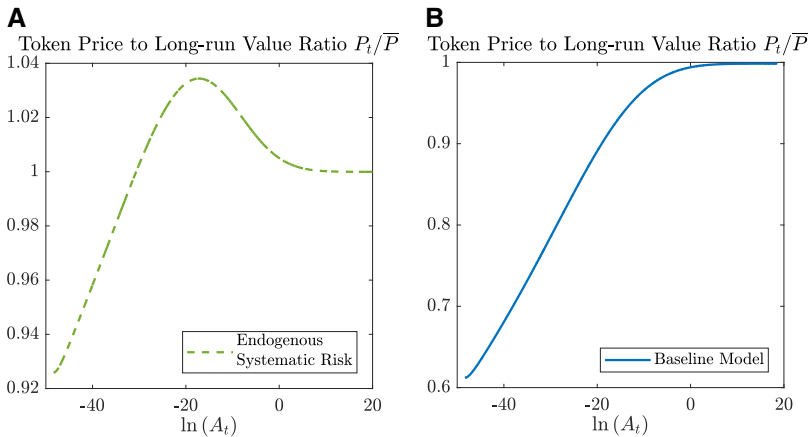 A
Token Price to Long-run Value Ratio $P_t/\overline{P}$
1.04
1.02
1
0.98
0.96
0.94
0.92
-40
-20
0
20
ln (A_t)
Endogenous
Systematic Risk
B
Token Price to Long-run Value Ratio $P_t/\overline{P}$
1
0.9
0.8
0.7
0.6
-40
-20
0
20
ln (A_t)
Baseline Model